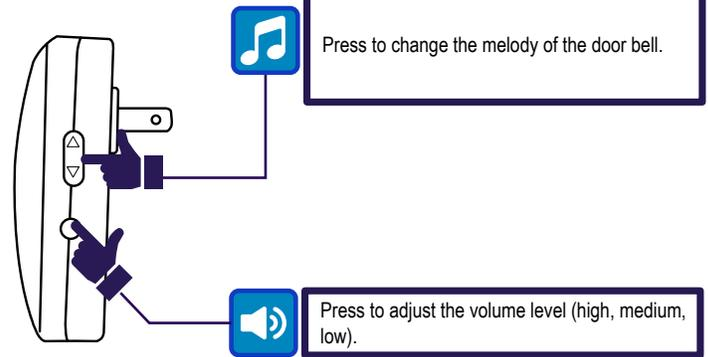 Press to change the melody of the door bell.
Press to adjust the volume level (high, medium,
low).